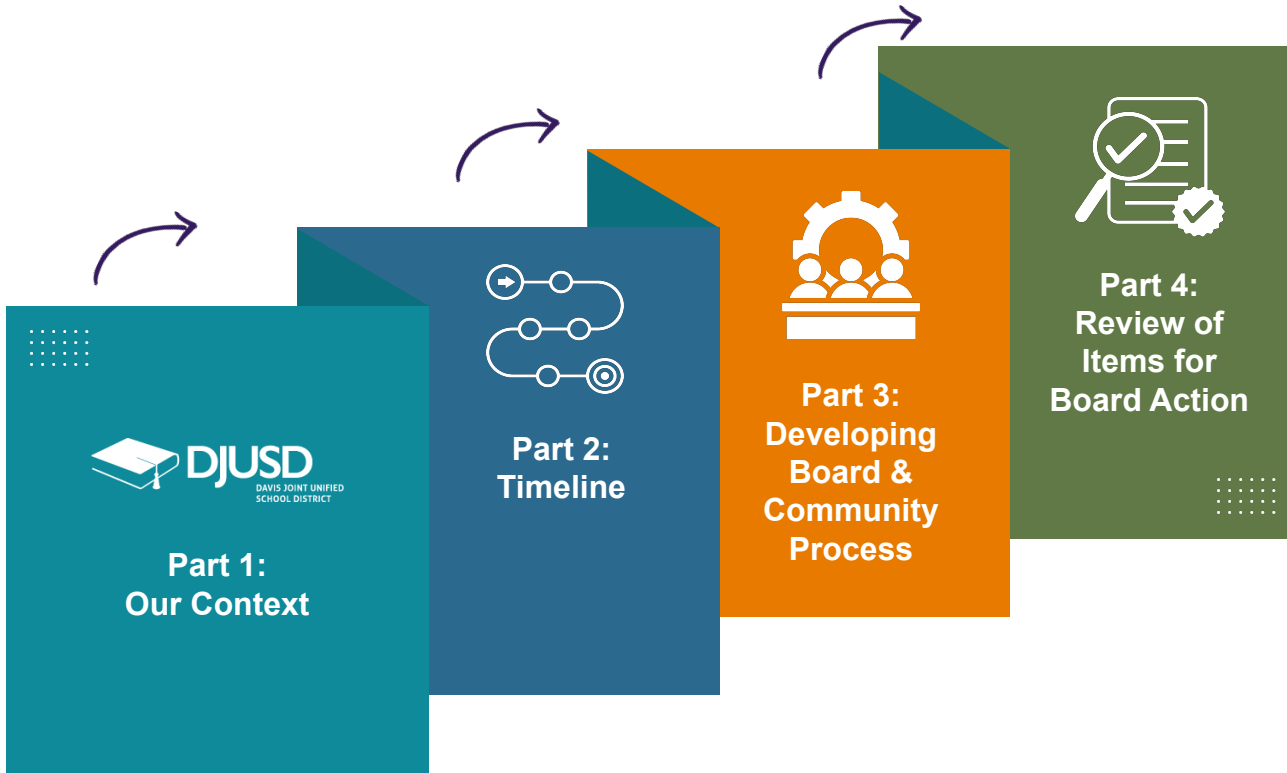 DJUSD
DAVIS JOINT UNIFIED
SCHOOL DISTRICT
Part 1:
Our Context
Part 2:
Timeline
Part 3:
Developing
Board &
Community
Process
Part 4:
Review of
Items for
Board Action